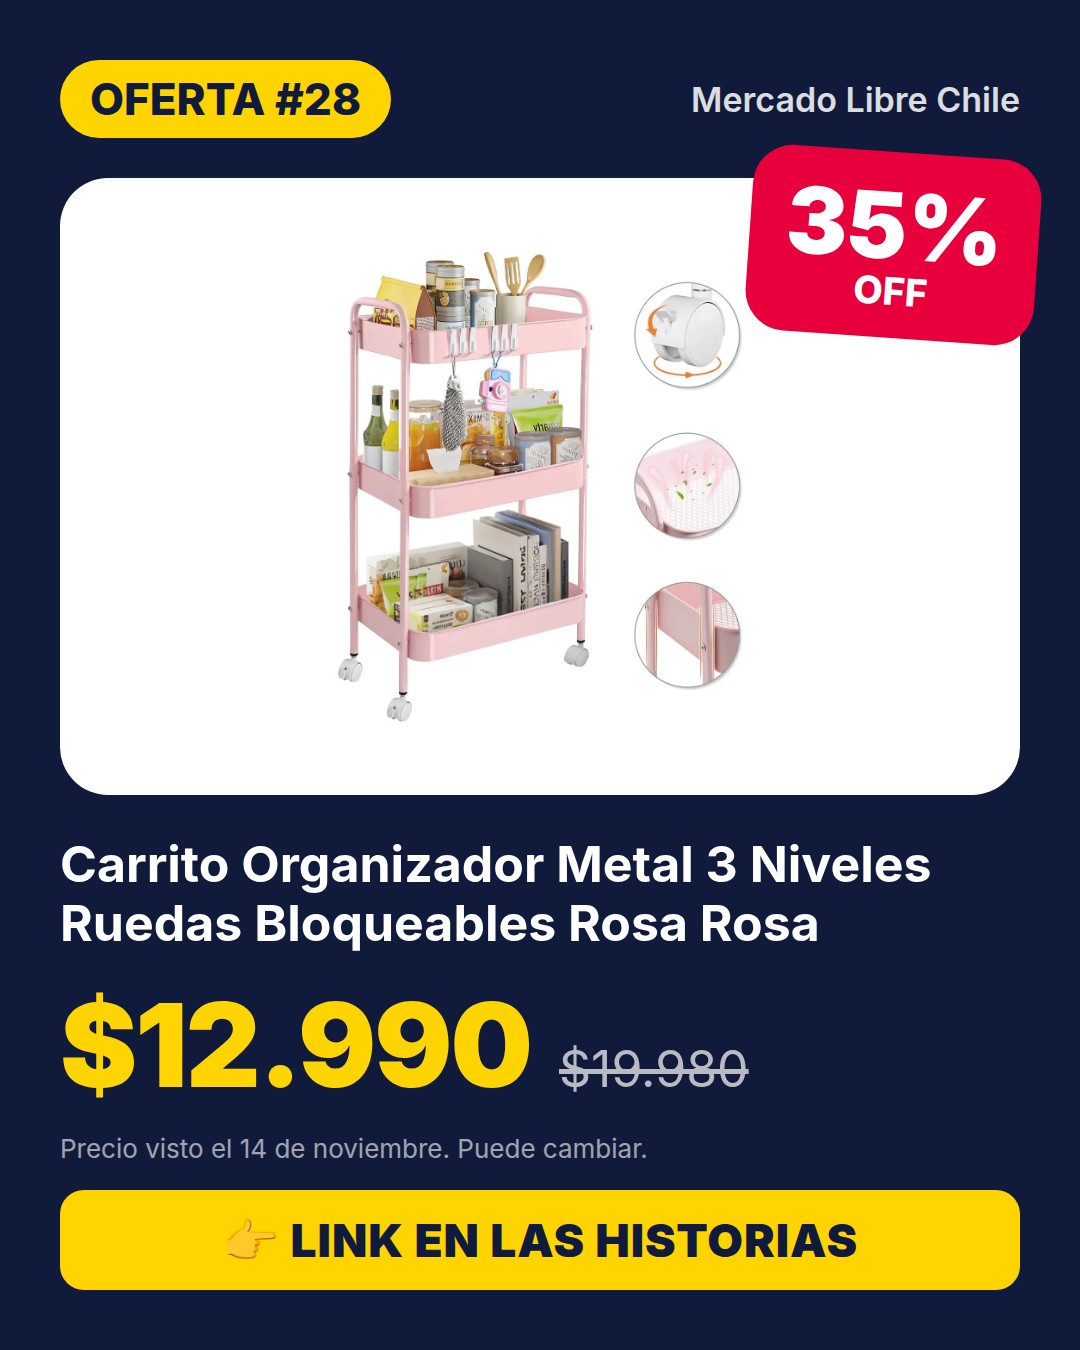 OFERTA #28
Mercado Libre Chile
35%
OFF
Carrito Organizador Metal 3 Niveles
Ruedas Bloqueables Rosa Rosa
$12.990 $19.980
Precio visto el 14 de noviembre. Puede cambiar.
👉 LINK EN LAS HISTORIAS